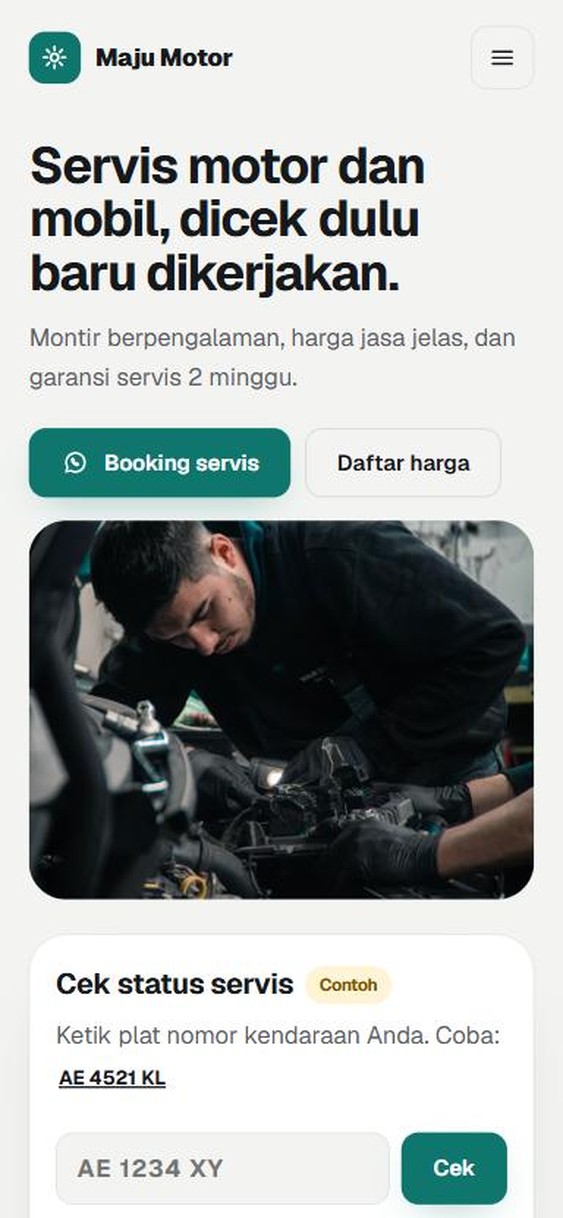 Maju Motor
Servis motor dan
mobil, dicek dulu
baru dikerjakan.
Montir berpengalaman, harga jasa jelas, dan
garansi servis 2 minggu.
Booking servis
Daftar harga
Cek status servis
Contoh
Ketik plat nomor kendaraan Anda. Coba:
AE 4521 KL
AE 1234 XY
Cek